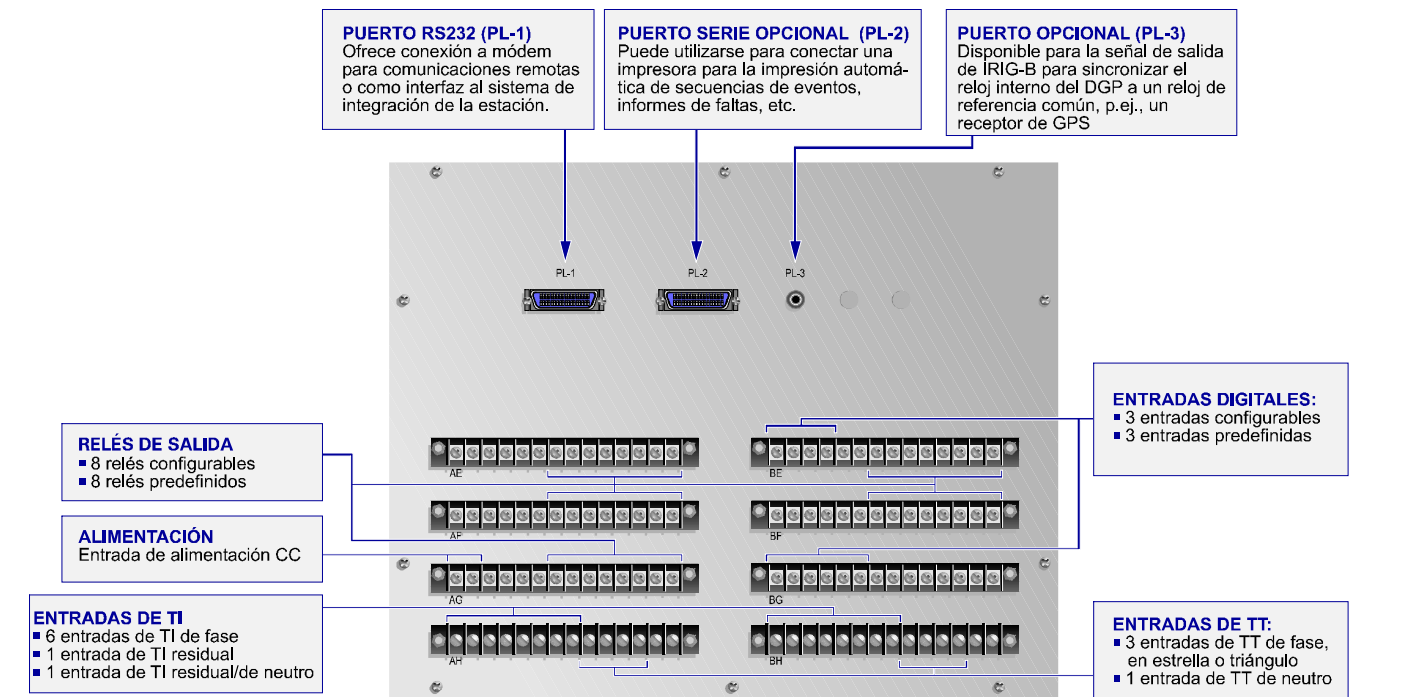 PUERTO RS232 (PL-1)
Ofrece conexión a módem
para comunicaciones remotas
o como interfaz al sistema de
integración de la estación.
PUERTO SERIE OPCIONAL (PL-2)
Puede utilizarse para conectar una
impresora para la impresión automá-
tica de secuencias de eventos,
informes de faltas, etc.
PUERTO OPCIONAL (PL-3)
Disponible para la señal de salida
de IRIG-B para sincronizar el
reloj interno del DGP a un reloj de
referencia común, p.ej., un
receptor de GPS
PL-1
PL-2
PL-3
RELÉS DE SALIDA
8 relés configurables
8 relés predefinidos
ALIMENTACIÓN
Entrada de alimentación CC
ENTRADAS DE TI
6 entradas de TI de fase
1 entrada de TI residual
1 entrada de TI residual/de neutro
AE
BE
AF
BF
AG
BG
AH
BH
ENTRADAS DIGITALES:
3 entradas configurables
3 entradas predefinidas
ENTRADAS DE TT:
3 entradas de TT de fase,
en estrella o triángulo
1 entrada de TT de neutro